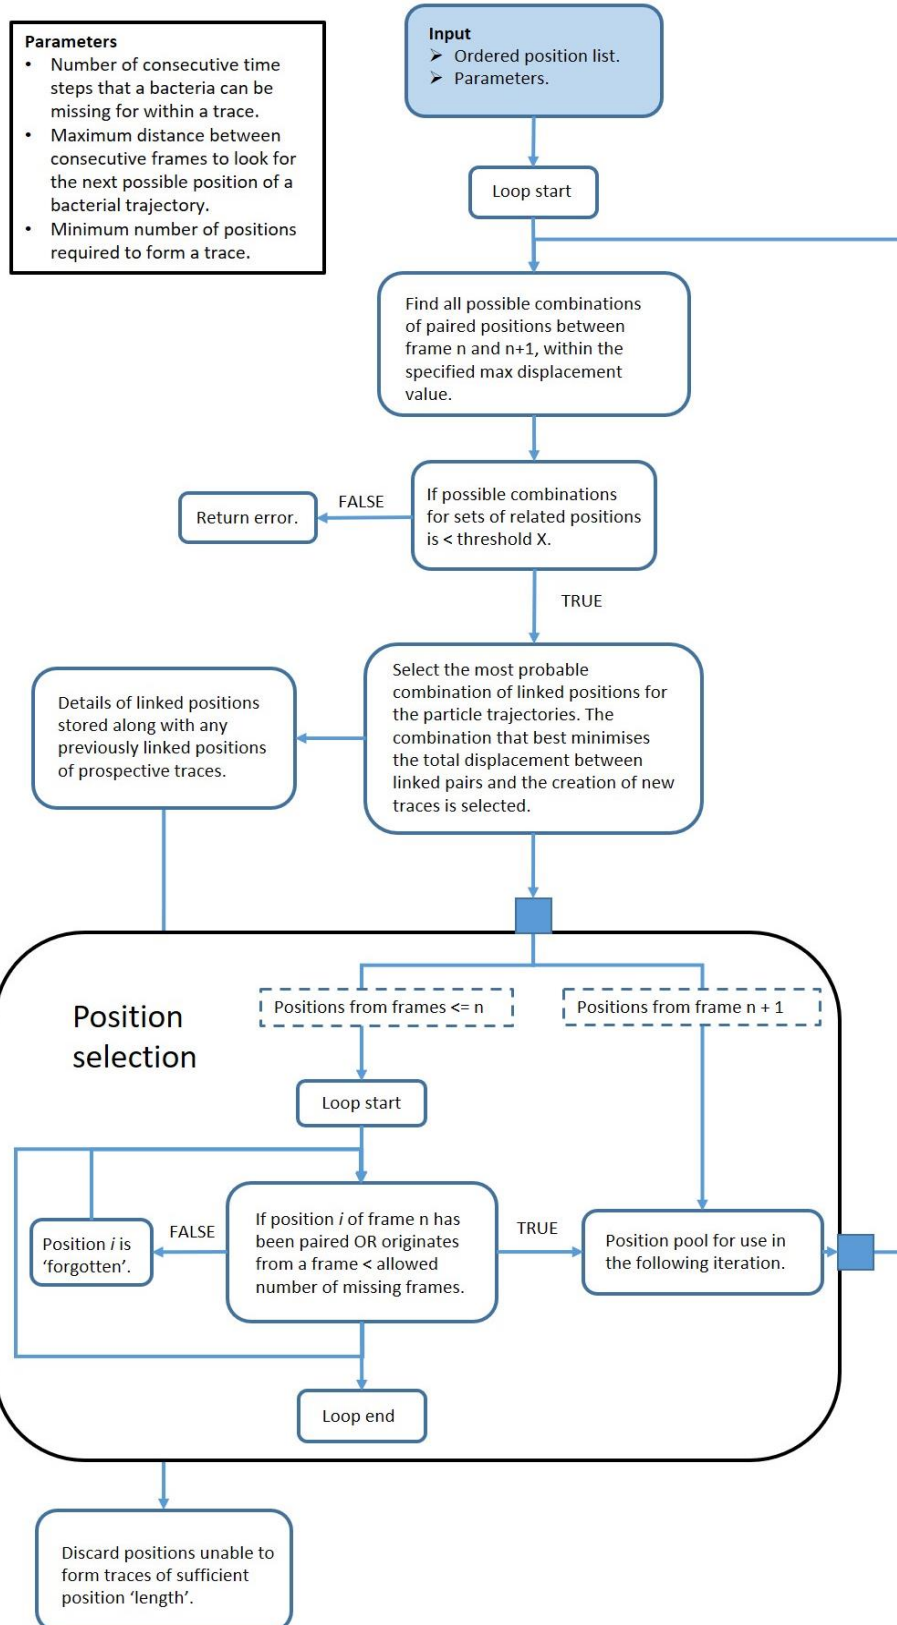 Parameters
• Number of consecutive time
steps that a bacteria can be
missing for within a trace.
• Maximum distance between
consecutive frames to look for
the next possible position of a
bacterial trajectory.
• Minimum number of positions
required to form a trace.
Input
➢ Ordered position list.
➢ Parameters.
Loop start
Find all possible combinations
of paired positions between
frame n and n+1, within the
specified max displacement
value.
If possible combinations
for sets of related positions
is < threshold X.
FALSE
Return error.
TRUE
Select the most probable
combination of linked positions for
the particle trajectories. The
combination that best minimises
the total displacement between
linked pairs and the creation of new
traces is selected.
Details of linked positions
stored along with any
previously linked positions
of prospective traces.
Position
selection
Positions from frames <= n
Positions from frame n + 1
Loop start
If position i of frame n has
been paired OR originates
from a frame < allowed
number of missing frames.
FALSE
Position i is
‘forgotten’.
TRUE
Position pool for use in
the following iteration.
Loop end
Discard positions unable to
form traces of sufficient
position ‘length’.